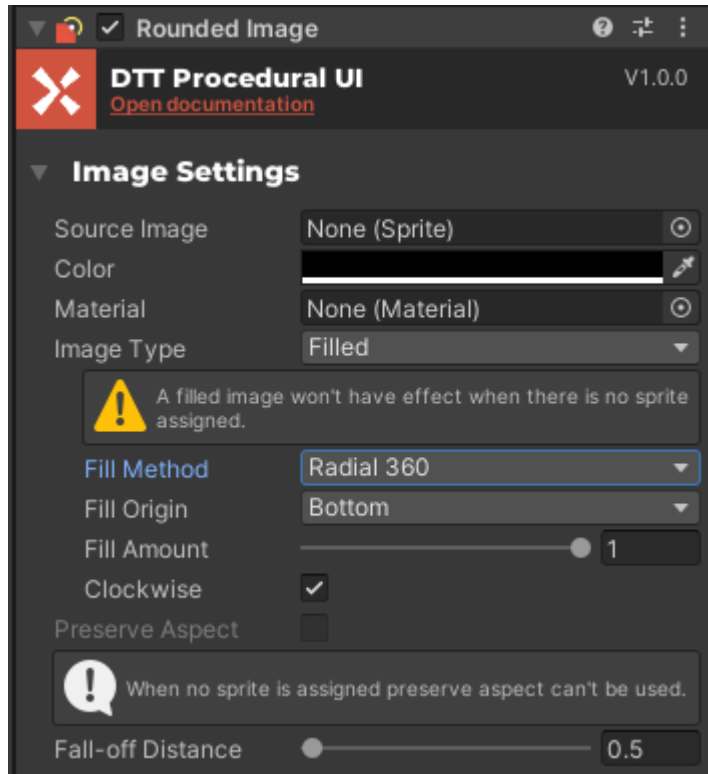 Rounded Image
DTT Procedural UI V1.0.0
Open documentation
Image Settings
Source Image None (Sprite)
Color
Material None (Material)
Image Type Filled
A filled image won't have effect when there is no sprite
assigned.
Fill Method Radial 360
Fill Origin Bottom
Fill Amount 1
Clockwise
Preserve Aspect
When no sprite is assigned preserve aspect can't be used.
Fall-off Distance 0.5